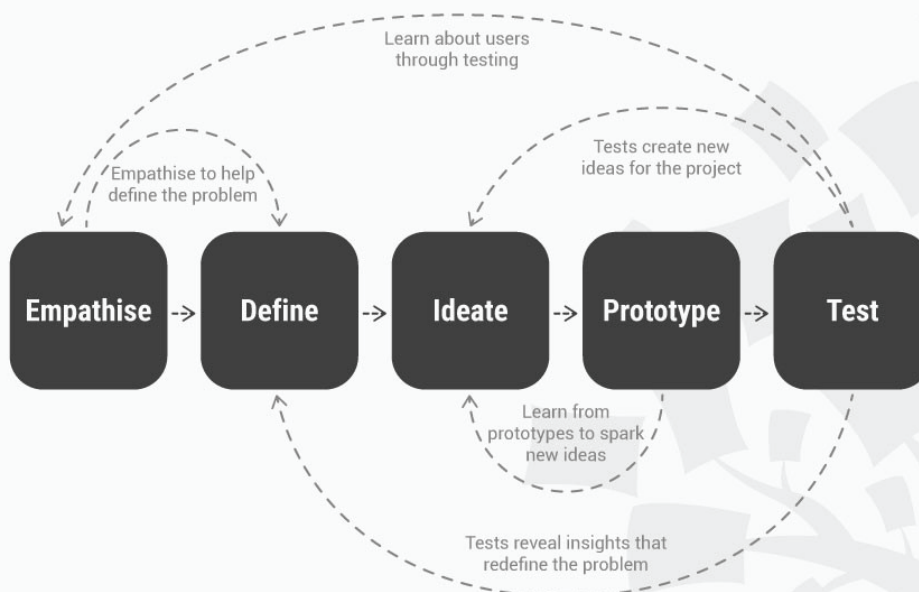 Learn about users
through testing
Tests create new
ideas for the project
Empathise to help
define the problem
Empathise
Define
Ideate
Prototype
Test
Learn from
prototypes to spark
new ideas
Tests reveal insights that
redefine the problem